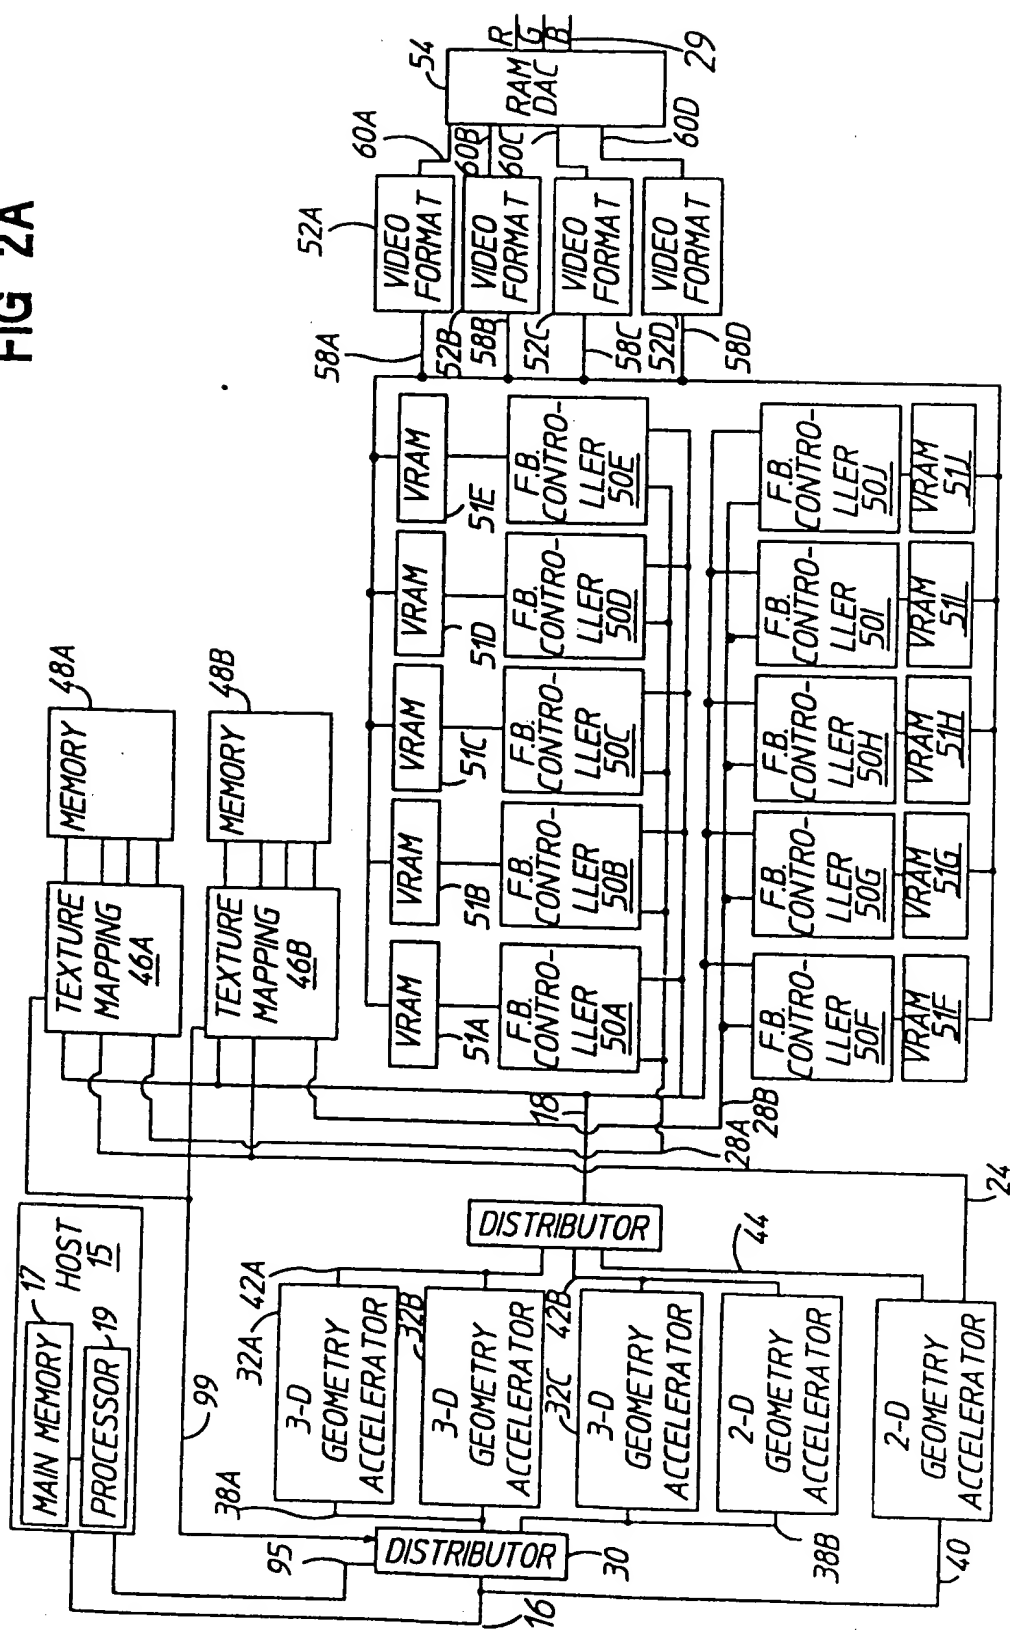 FIG 2A
MAIN MEMORY
17
PROCESSOR
19
HOST
15
99
95
16
DISTRIBUTOR
30
38A
38B
40
32A
42A
3-D
GEOMETRY
ACCELERATOR
32B
3-D
GEOMETRY
ACCELERATOR
42B
32C
3-D
GEOMETRY
ACCELERATOR
2-D
GEOMETRY
ACCELERATOR
2-D
GEOMETRY
ACCELERATOR
DISTRIBUTOR
44
24
18
28A
28B
TEXTURE
MAPPING
46A
MEMORY
48A
TEXTURE
MAPPING
46B
MEMORY
48B
VRAM
51A
VRAM
51B
VRAM
51C
VRAM
51D
VRAM
51E
F.B.
CONTRO-
LLER
50A
F.B.
CONTRO-
LLER
50B
F.B.
CONTRO-
LLER
50C
F.B.
CONTRO-
LLER
50D
F.B.
CONTRO-
LLER
50E
F.B.
CONTRO-
LLER
50F
F.B.
CONTRO-
LLER
50G
F.B.
CONTRO-
LLER
50H
F.B.
CONTRO-
LLER
50I
F.B.
CONTRO-
LLER
50J
VRAM
51F
VRAM
51G
VRAM
51H
VRAM
51I
VRAM
51J
58A
52A
VIDEO
FORMAT
60A
52B
58B
VIDEO
FORMAT
60B
52C
58C
VIDEO
FORMAT
60C
52D
58D
VIDEO
FORMAT
60D
54
RAM
DAC
R
G
B
29